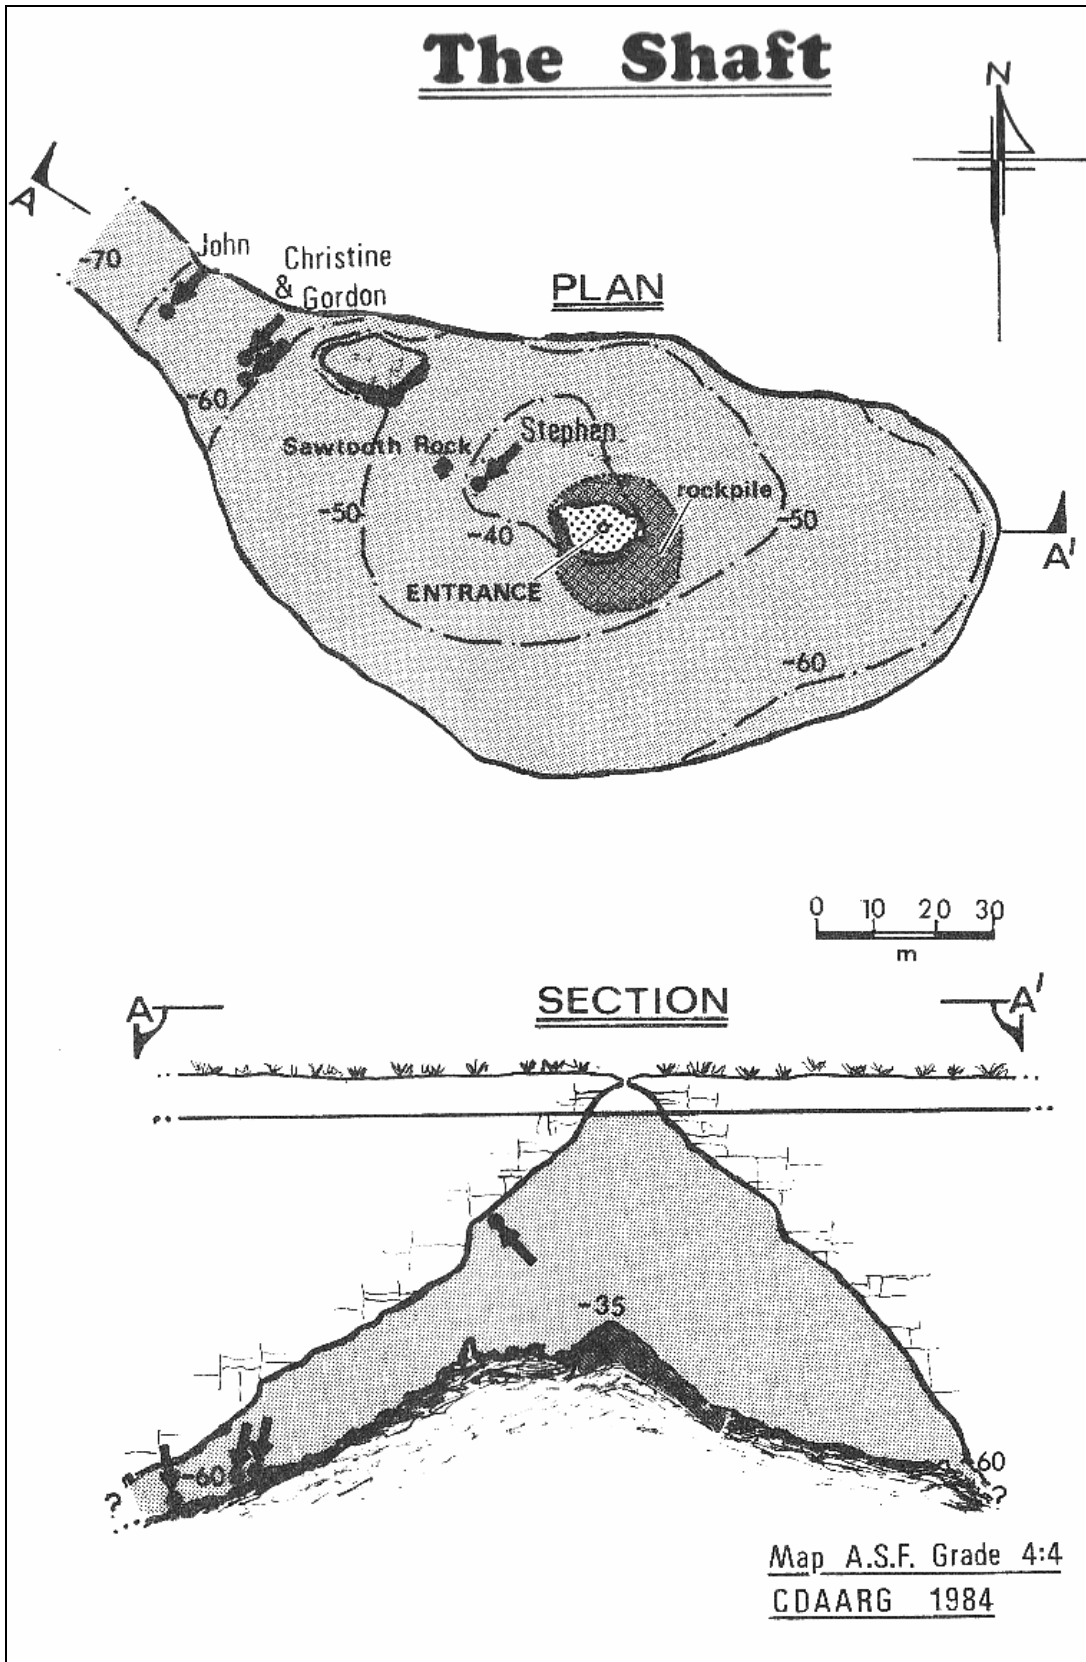 The Shaft
N
A
-70
John
Christine
&
Gordon
PLAN
-60
Sawtooth Rock
Stephen
rockpile
-50
-40
-50
A'
ENTRANCE
-60
0 10 20 30
m
A
SECTION
A'
-35
-60
-60
?
?
Map A.S.F. Grade 4:4
CDAARG 1984